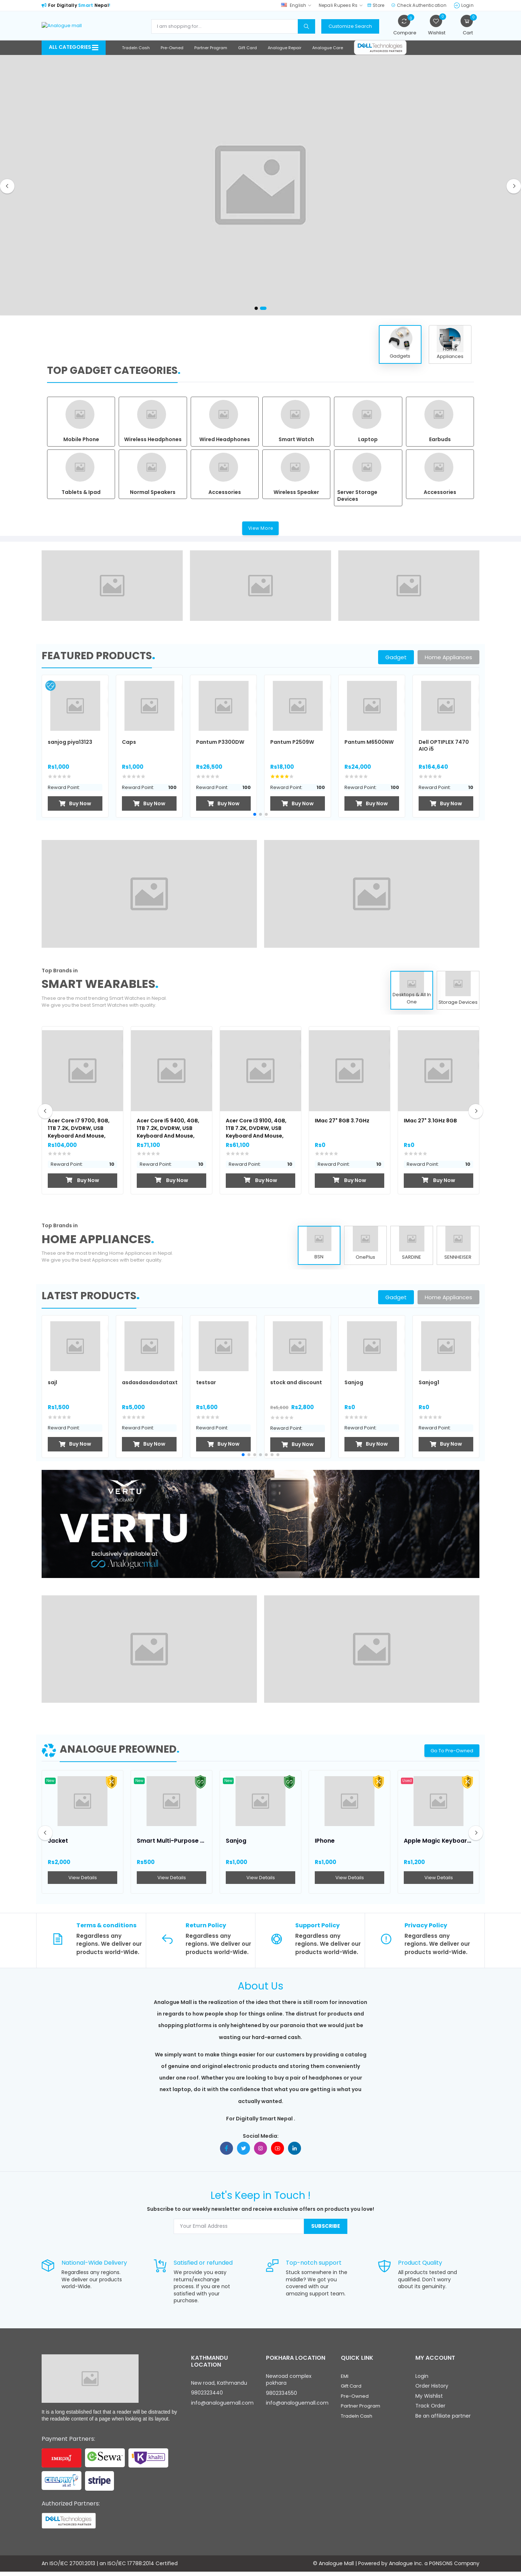 For Digitally Smart Nepal!
English
Nepali Rupees Rs
Store
Check Authentication
Login
Analogue mall
I am shopping for...
Customize Search
Compare
Wishlist
Cart
ALL CATEGORIES
TradeIn Cash
Pre-Owned
Partner Program
Gift Card
Analogue Repair
Analogue Care
DELL Technologies
AUTHORIZED PARTNER
Gadgets
Home Appliances
TOP GADGET CATEGORIES.
Mobile Phone
Wireless Headphones
Wired Headphones
Smart Watch
Laptop
Earbuds
Tablets & Ipad
Normal Speakers
Accessories
Wireless Speaker
Server Storage Devices
Accessories
View More
FEATURED PRODUCTS.
Gadget
Home Appliances
sanjog piya13123
Rs1,000
Reward Point:
Buy Now
Caps
Rs1,000
Reward Point: 100
Buy Now
Pantum P3300DW
Rs26,500
Reward Point: 100
Buy Now
Pantum P2509W
Rs18,100
Reward Point: 100
Buy Now
Pantum M6500NW
Rs24,000
Reward Point: 100
Buy Now
Dell OPTIPLEX 7470 AiO i5
Rs164,640
Reward Point: 10
Buy Now
Top Brands in
SMART WEARABLES.
These are the most trending Smart Watches in Nepal.
We give you the best Smart Watches with quality
Desktops & All In One
Storage Devices
Acer Core I7 9700, 8GB, 1TB 7.2K, DVDRW, USB Keyboard And Mouse,
Rs104,000
Reward Point: 10
Buy Now
Acer Core I5 9400, 4GB, 1TB 7.2K, DVDRW, USB Keyboard And Mouse,
Rs71,100
Reward Point: 10
Buy Now
Acer Core I3 9100, 4GB, 1TB 7.2K, DVDRW, USB Keyboard And Mouse,
Rs61,100
Reward Point: 10
Buy Now
IMac 27" 8GB 3.7GHz
Rs0
Reward Point: 10
Buy Now
IMac 27" 3.1GHz 8GB
Rs0
Reward Point: 10
Buy Now
Top Brands in
HOME APPLIANCES.
These are the most trending Home Appliances in Nepal.
We give you the best Appliances with better quality
BSN
OnePlus
SARDINE
SENNHEISER
LATEST PRODUCTS.
Gadget
Home Appliances
sajl
Rs1,500
Reward Point:
Buy Now
asdasdasdasdataxt
Rs5,000
Reward Point:
Buy Now
testsar
Rs1,600
Reward Point:
Buy Now
stock and discount
Rs2,800
Reward Point:
Buy Now
Sanjog
Rs0
Reward Point:
Buy Now
Sanjog1
Rs0
Reward Point:
Buy Now
VERTU
ENGLAND
VERTU
Exclusively available at
Analoguemall
ANALOGUE PREOWNED.
Go To Pre-Owned
New
Jacket
Rs2,000
View Details
New
Smart Multi-Purpose ...
Rs500
View Details
New
Sanjog
Rs1,000
View Details
IPhone
Rs1,000
View Details
Used
Apple Magic Keyboar...
Rs1,200
View Details
Terms & conditions
Regardless any regions. We deliver our products world-Wide.
Return Policy
Regardless any regions. We deliver our products world-Wide.
Support Policy
Regardless any regions. We deliver our products world-Wide.
Privacy Policy
Regardless any regions. We deliver our products world-Wide.
About Us
Analogue Mall is the realization of the idea that there is still room for innovation
in regards to how people shop for things online. The distrust for products and
shopping platforms is only heightened by our paranoia that we would just be
wasting our hard-earned cash.
We simply want to make things easier for our customers by providing a catalog
of genuine and original electronic products and storing them conveniently
under one roof. Whether you are looking to buy a pair of headphones or your
next laptop, do it with the confidence that what you are getting is what you
actually wanted.
For Digitally Smart Nepal .
Social Media:
Let's Keep in Touch !
Subscribe to our weekly newsletter and receive exclusive offers on products you love!
Your Email Address
SUBSCRIBE
National-Wide Delivery
Regardless any regions. We deliver our products world-Wide.
Satisfied or refunded
We provide you easy returns/exchange process. If you are not satisfied with your purchase.
Top-notch support
Stuck somewhere in the middle? We got you covered with our amazing support team.
Product Quality
All products tested and qualified. Don't worry about its genuinity.
It is a long established fact that a reader will be distracted by
the readable content of a page when looking at its layout.
Payment Partners:
eSewa
khalti
CELLPAY
stripe
Authorized Partners:
DELL Technologies
AUTHORIZED PARTNER
KATHMANDU LOCATION
New road, Kathmandu
9802323440
info@analoguemall.com
POKHARA LOCATION
Newroad complex pokhara
9802334550
info@analoguemall.com
QUICK LINK
EMI
Gift Card
Pre-Owned
Partner Program
TradeIn Cash
MY ACCOUNT
Login
Order History
My Wishlist
Track Order
Be an affiliate partner
An ISO/IEC 27001:2013 | an ISO/IEC 17788:2014 Certified
© Analogue Mall | Powered by Analogue Inc. a PGNSONS Company